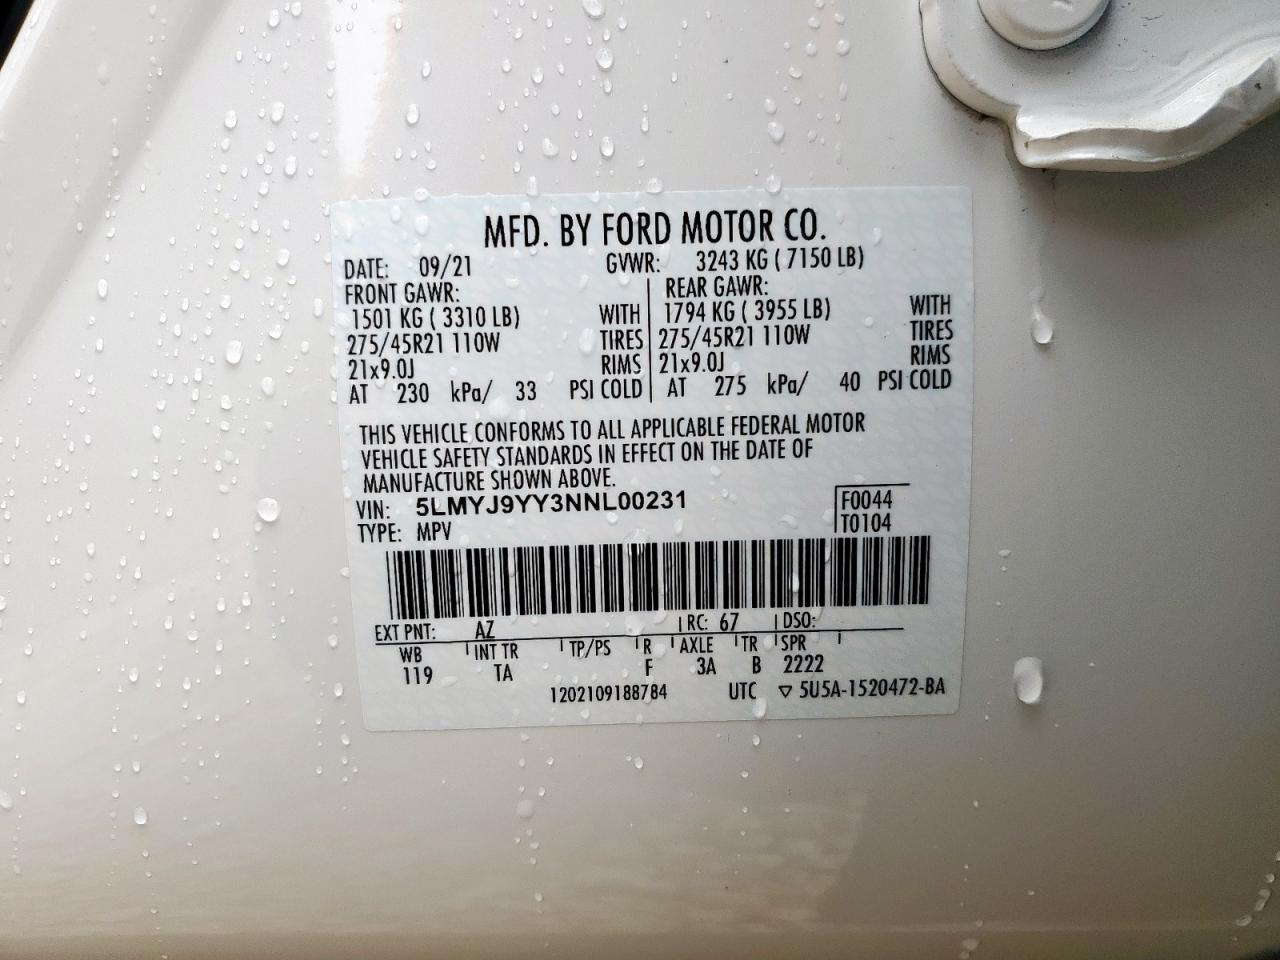 MFD. BY FORD MOTOR CO.
DATE: 09/21 GVWR: 3243 KG ( 7150 LB)
FRONT GAWR: REAR GAWR:
1501 KG ( 3310 LB) WITH 1794 KG ( 3955 LB) WITH
275/45R21 110W TIRES 275/45R21 110W TIRES
21x9.0J RIMS 21x9.0J RIMS
AT 230 kPa/ 33 PSI COLD AT 275 kPa/ 40 PSI COLD
THIS VEHICLE CONFORMS TO ALL APPLICABLE FEDERAL MOTOR
VEHICLE SAFETY STANDARDS IN EFFECT ON THE DATE OF
MANUFACTURE SHOWN ABOVE.
VIN: 5LMYJ9YY3NNL00231 F0044
TYPE: MPV T0104
EXT PNT: AZ RC: 67 DSO:
WB INT TR TP/PS R AXLE TR SPR
119 TA F 3A B 2222
1202109188784 UTC ▽ 5U5A-1520472-BA